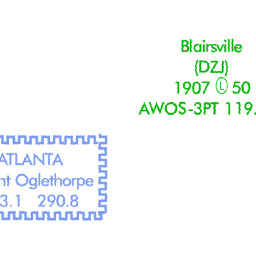 Blairsville
(DZJ)
1907 Ⓛ 50
AWOS-3PT 119.
ATLANTA
nt Oglethorpe
3.1 290.8